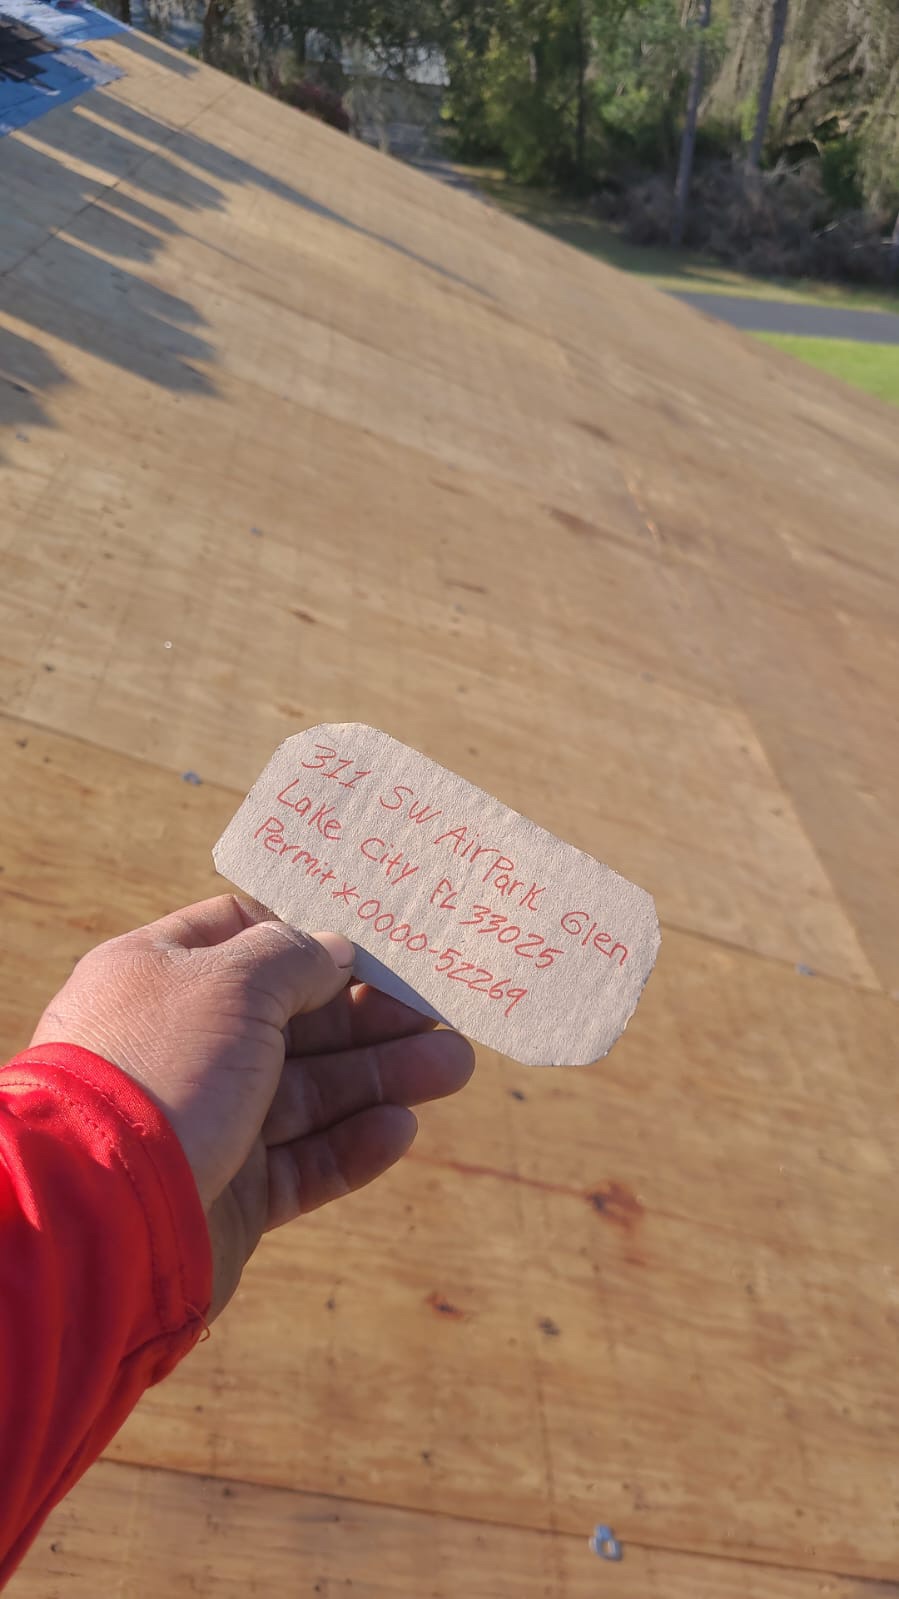 311 SW AirPark Glen
Lake City FL 33025
Permit * 0000-52269